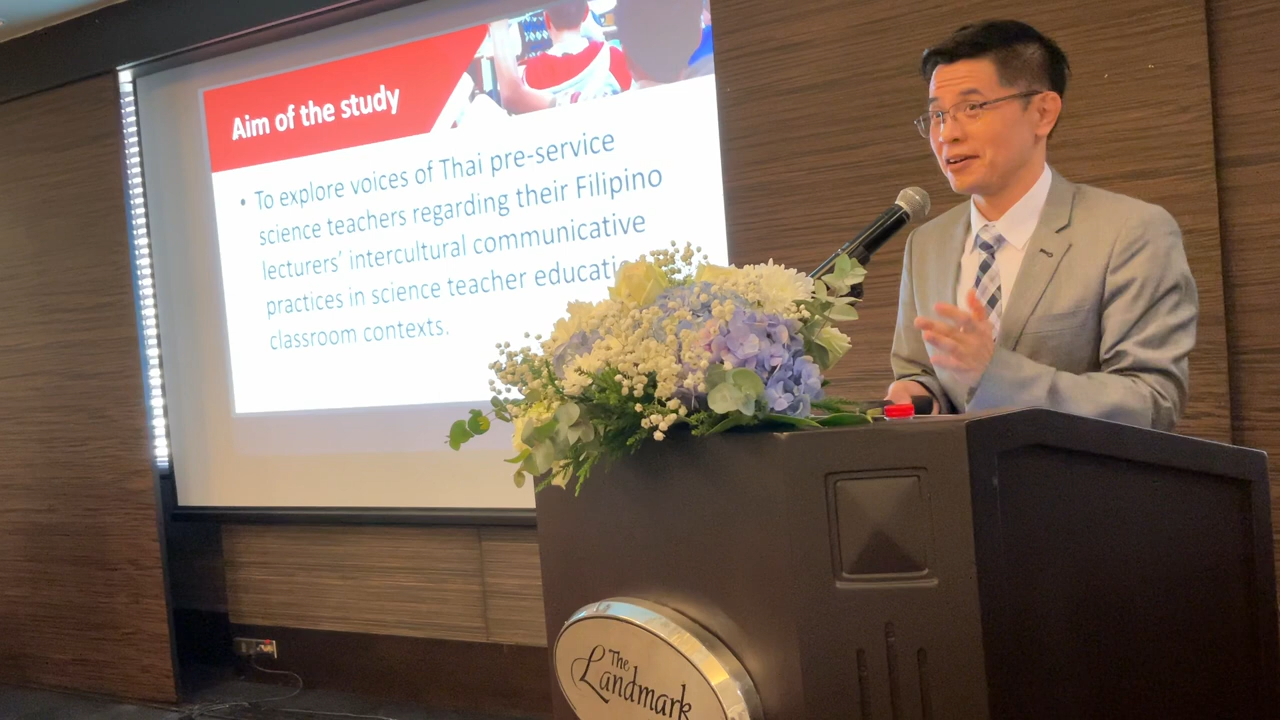 Aim of the study
• To explore voices of Thai pre-service
science teachers regarding their Filipino
lecturers' intercultural communicative
practices in science teacher educati
classroom contexts.
The
Landmark